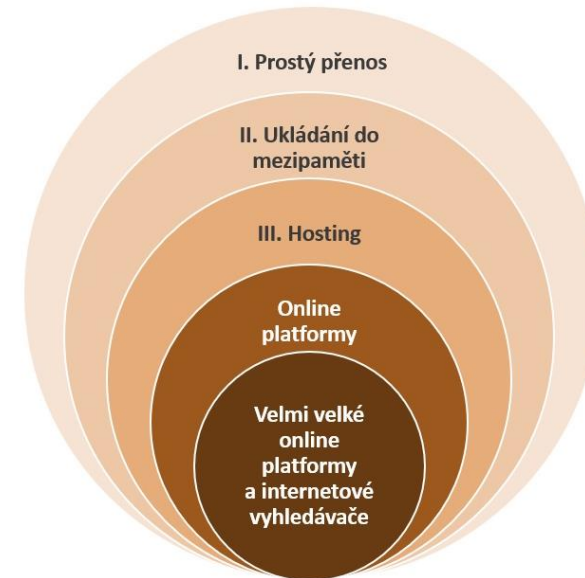 I. Prostý přenos
II. Ukládání do
mezipaměti
III. Hosting
Online
platformy
Velmi velké
online
platformy
a internetové
vyhledávače